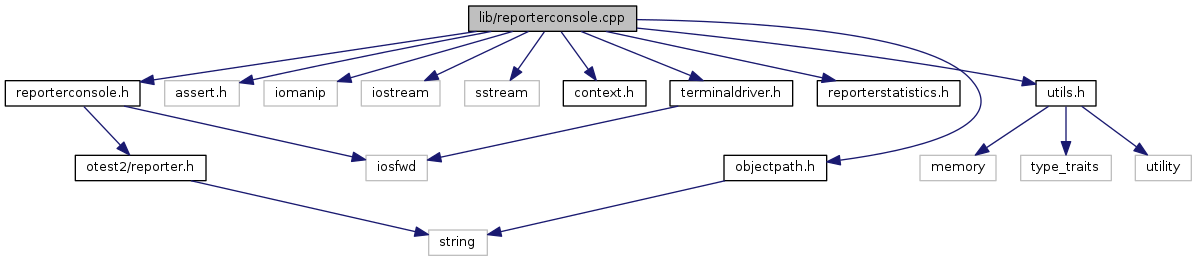 lib/reporterconsole.cpp
reporterconsole.h
assert.h
iomanip
iostream
sstream
context.h
terminaldriver.h
reporterstatistics.h
utils.h
otest2/reporter.h
iosfwd
objectpath.h
memory
type_traits
utility
string